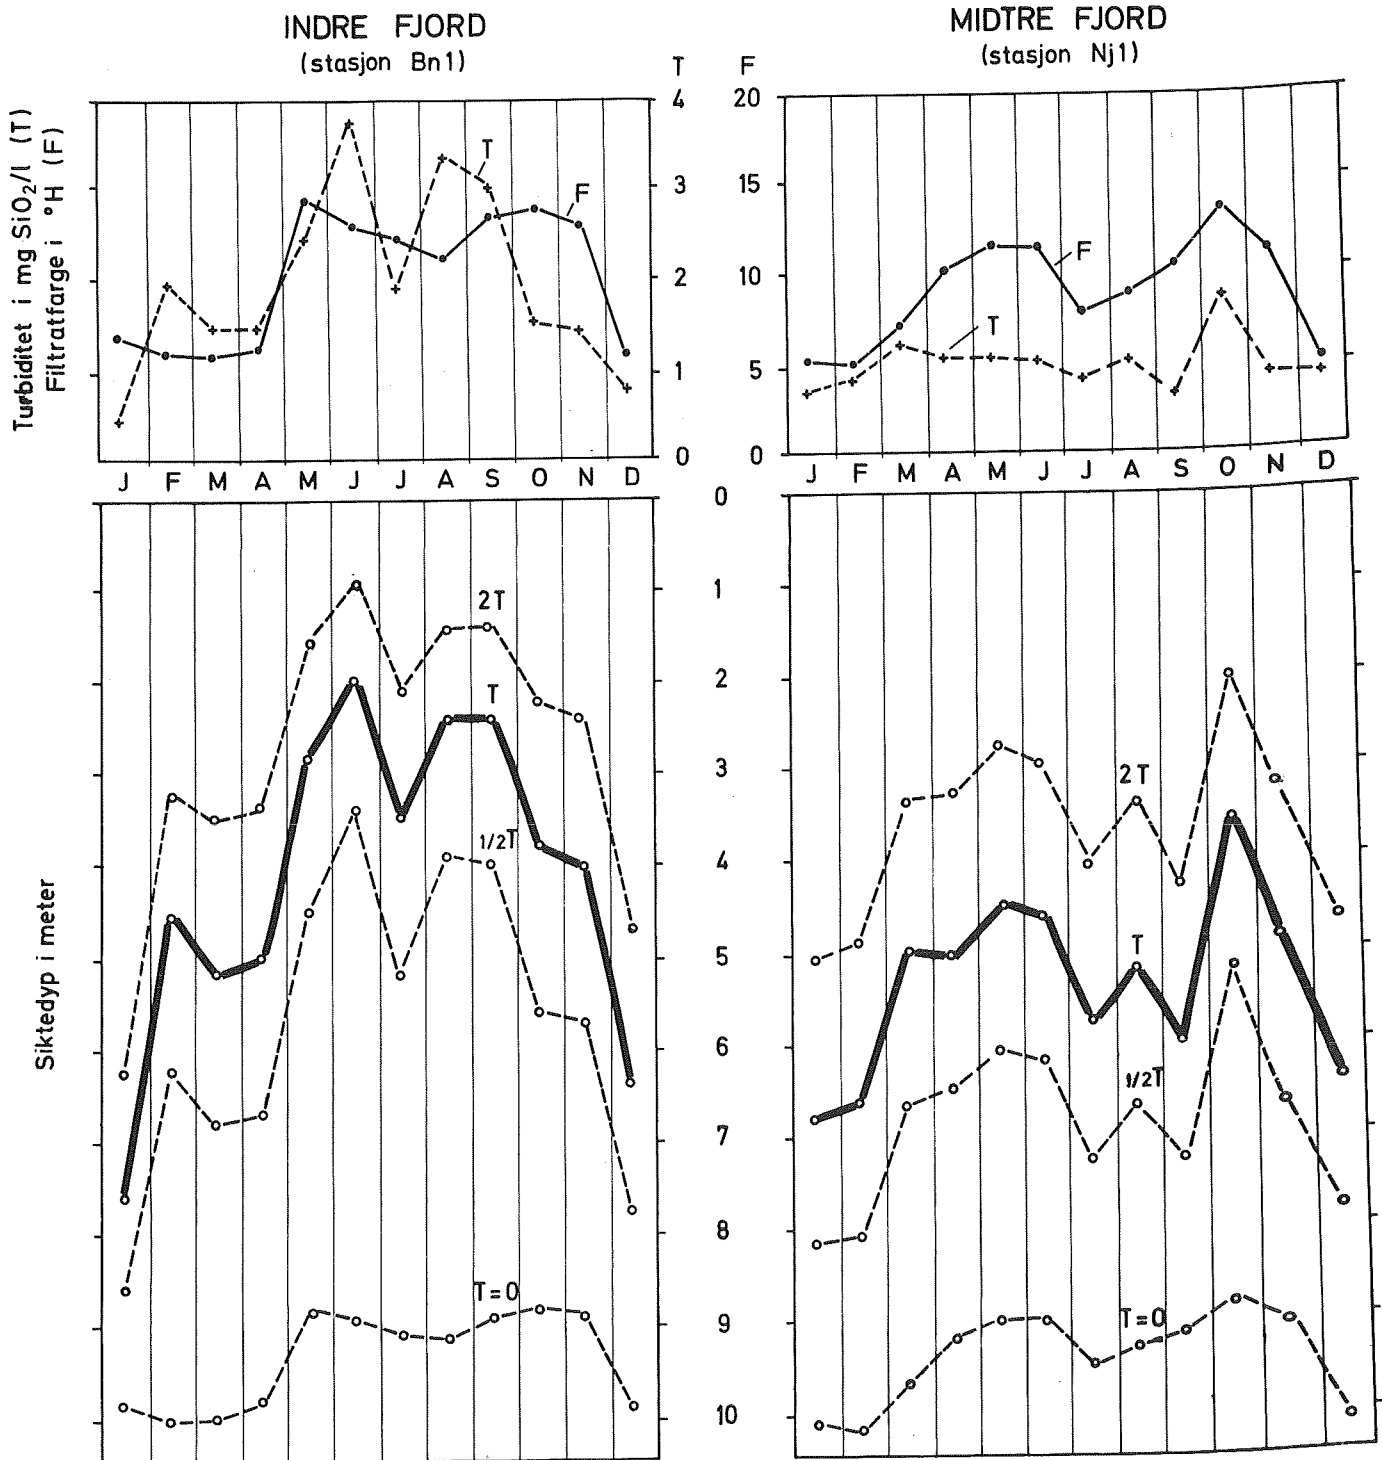 INDRE FJORD
(stasjon Bn1)
MIDTRE FJORD
(stasjon Nj1)
T F
Turbiditet i mg SiO₂/l (T)
Filtratfarge i °H (F)
4 20
3 15
2 10
1 5
0 0
T
F
F
T
J F M A M J J A S O N D
J F M A M J J A S O N D
Siktedyp i meter
0
1
2
3
4
5
6
7
8
9
10
2T
T
1/2T
T=0
2T
T
1/2T
T=0